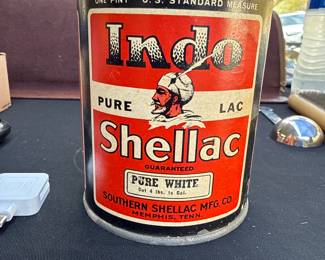 ONE PINT - U. S. STANDARD MEASURE
Indo
PURE LAC
Shellac
GUARANTEED
PURE WHITE
Cut 4 lbs. to Gal.
SOUTHERN SHELLAC MFG. CO.
MEMPHIS, TENN.